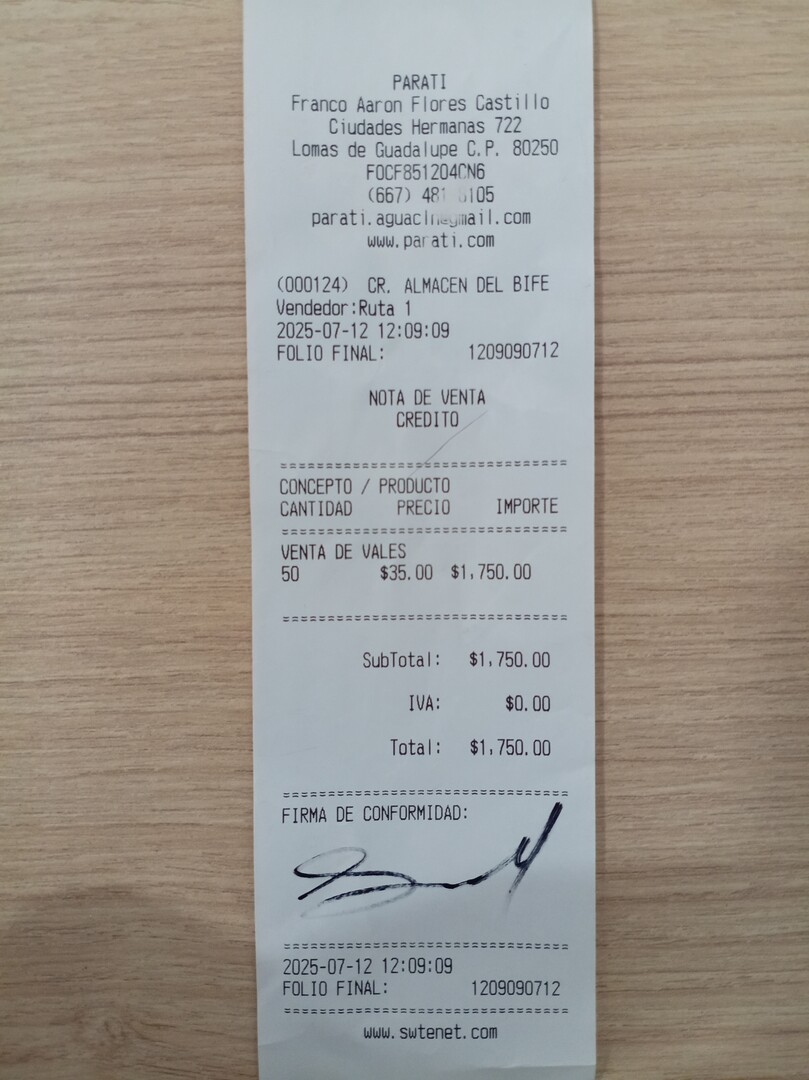 PARATI
Franco Aaron Flores Castillo
Ciudades Hermanas 722
Lomas de Guadalupe C.P. 80250
FOCF851204CN6
(667)
www.parati.com
(000124) CR. ALMACEN DEL BIFE
Vendedor:Ruta 1
2025-07-12 12:09:09
FOLIO FINAL: 1209090712
NOTA DE VENTA
CREDITO
================================
CONCEPTO / PRODUCTO
CANTIDAD PRECIO IMPORTE
================================
VENTA DE VALES
50 $35.00 $1,750.00
================================
SubTotal: $1,750.00
IVA: $0.00
Total: $1,750.00
================================
FIRMA DE CONFORMIDAD:
================================
2025-07-12 12:09:09
FOLIO FINAL: 1209090712
================================
www.swtenet.com